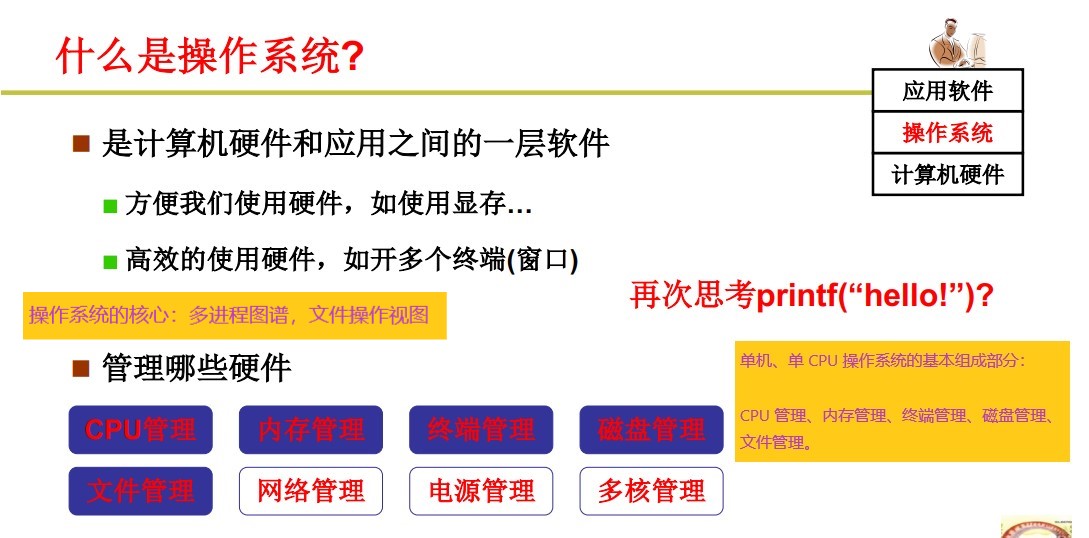 什么是操作系统?
应用软件
操作系统
计算机硬件
■ 是计算机硬件和应用之间的一层软件
■ 方便我们使用硬件，如使用显存...
■ 高效的使用硬件，如开多个终端(窗口)
再次思考printf(“hello!”)?
操作系统的核心：多进程图谱，文件操作视图
■ 管理哪些硬件
单机、单 CPU 操作系统的基本组成部分：
CPU 管理、内存管理、终端管理、磁盘管理、
文件管理。
CPU管理 内存管理 终端管理 磁盘管理
文件管理 网络管理 电源管理 多核管理